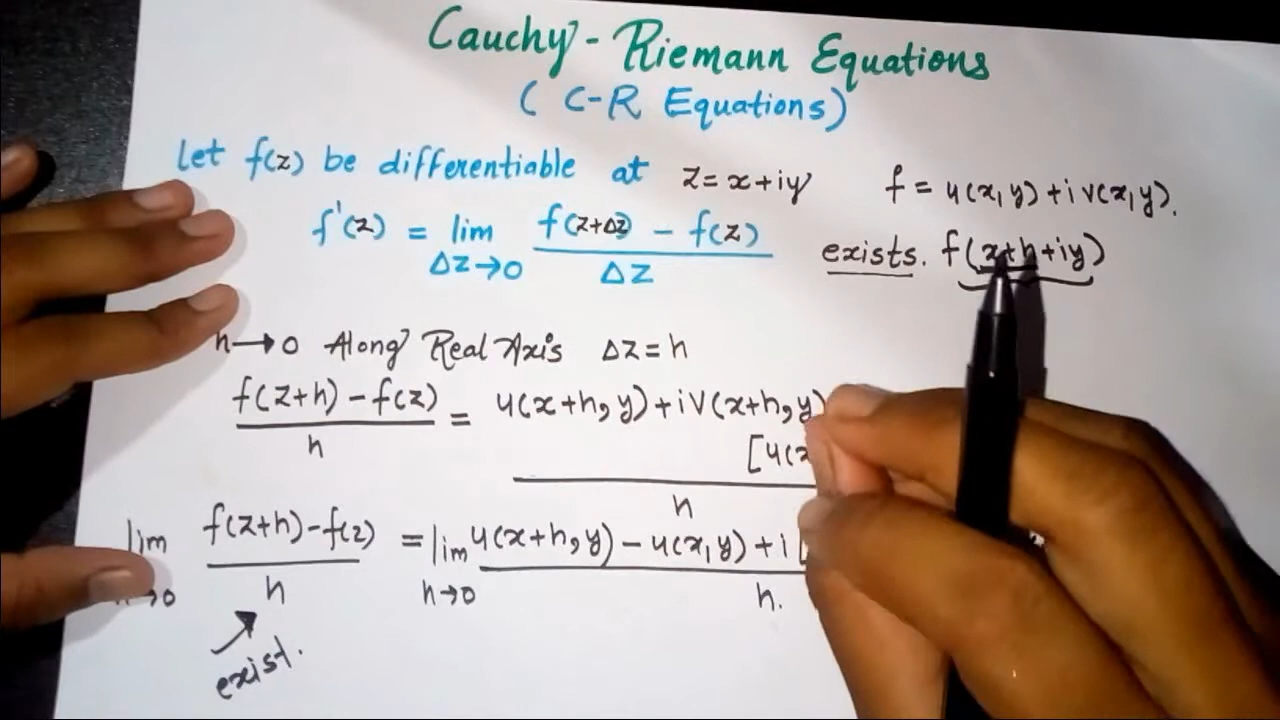 Cauchy - Riemann Equations
( C-R Equations)
Let f(z) be differentiable at z = x+iy f = u(x,y)+iv(x,y).
f'(z) = lim Δz→0 f(z+Δz) - f(z) / Δz exists. f(x+h+iy)
h→0 Along Real Axis Δz = h
f(z+h) - f(z) / h = u(x+h,y)+iv(x+h,y)
[u(
h
lim →0 f(z+h)-f(z) / h = lim h→0 u(x+h,y) - u(x,y) + i [ / h.
exist.